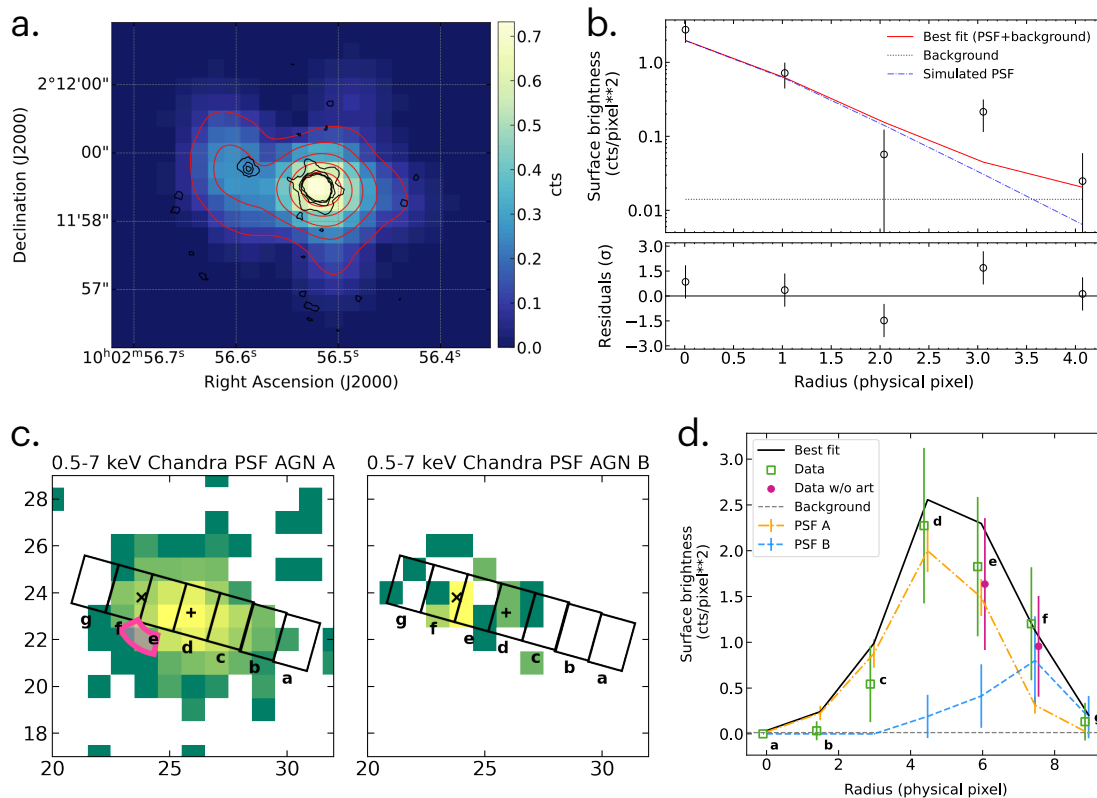 a.
Declination (J2000)
2°12'00"
00"
11'58"
57"
10ʰ02ᵐ56.7ˢ
56.6ˢ
56.5ˢ
56.4ˢ
Right Ascension (J2000)
0.7
0.6
0.5
0.4
0.3
0.2
0.1
0.0
cts
b.
Surface brightness
(cts/pixel**2)
1.0
0.1
0.01
Best fit (PSF+background)
Background
Simulated PSF
Residuals (σ)
3.0
1.5
0.0
−1.5
−3.0
0.0 0.5 1.0 1.5 2.0 2.5 3.0 3.5 4.0
Radius (physical pixel)
c.
0.5-7 keV Chandra PSF AGN A
28
26
24
22
20
18
20 25 30
g
f
e
d
c
b
a
0.5-7 keV Chandra PSF AGN B
20 25 30
g
f
e
d
c
b
a
d.
Surface brightness
(cts/pixel**2)
3.0
2.5
2.0
1.5
1.0
0.5
0.0
Best fit
Data
Data w/o art
Background
PSF A
PSF B
a
b
c
d
e
f
g
0 2 4 6 8
Radius (physical pixel)